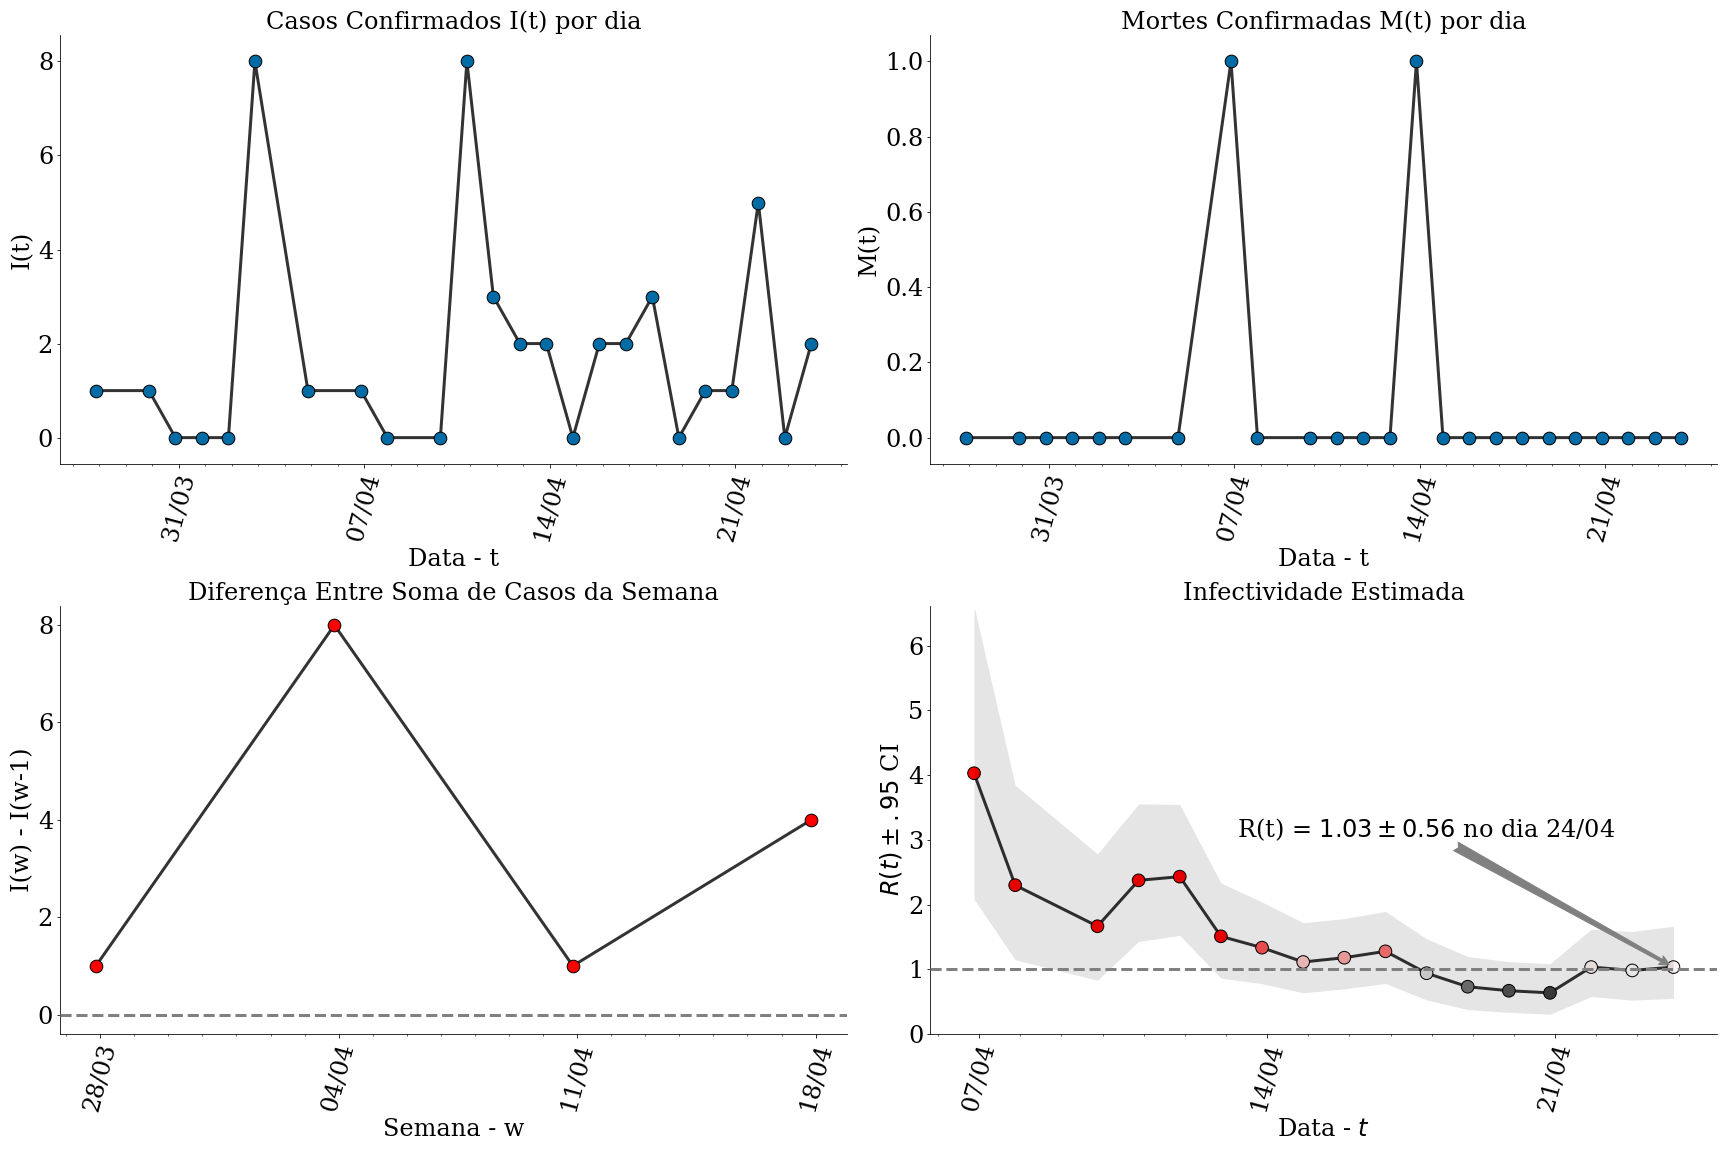 Casos Confirmados I(t) por dia
I(t)
8
6
4
2
0
31/03
07/04
14/04
21/04
Data - t
Mortes Confirmadas M(t) por dia
M(t)
1.0
0.8
0.6
0.4
0.2
0.0
31/03
07/04
14/04
21/04
Data - t
Diferença Entre Soma de Casos da Semana
I(w) - I(w-1)
8
6
4
2
0
28/03
04/04
11/04
18/04
Semana - w
Infectividade Estimada
R(t) ± .95 CI
6
5
4
3
2
1
0
R(t) = 1.03 ± 0.56 no dia 24/04
07/04
14/04
21/04
Data - t